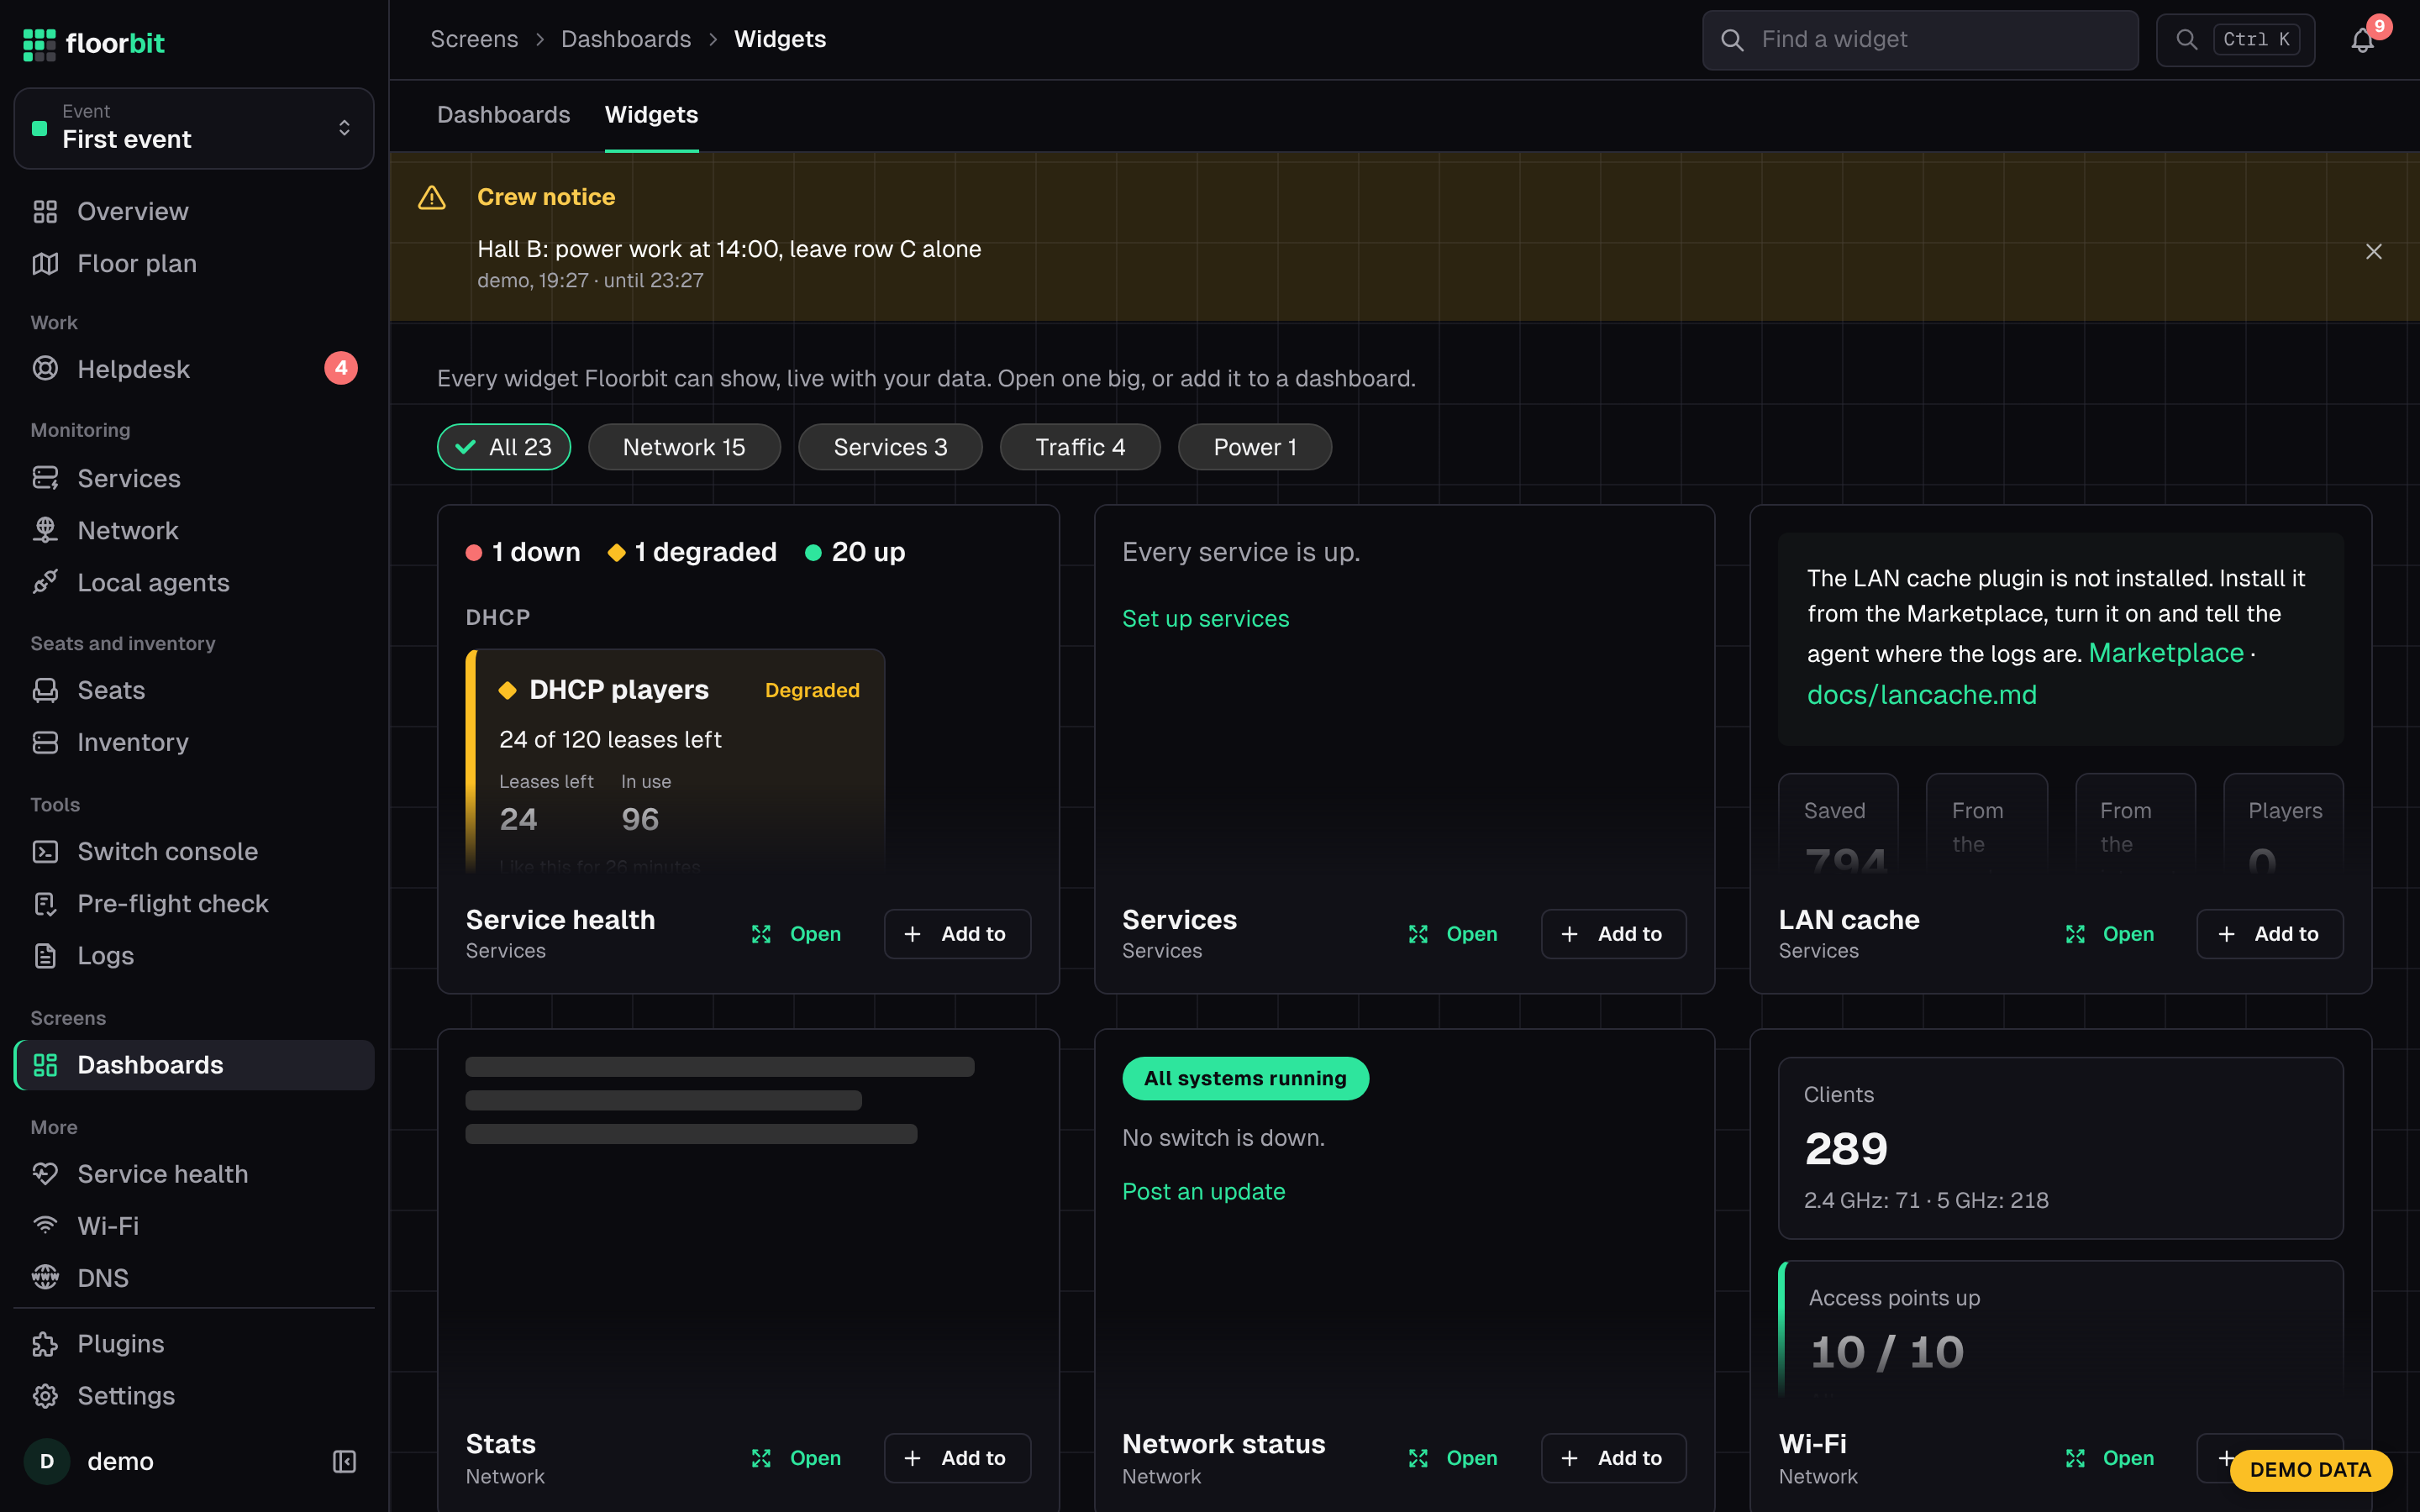 floorbit
Event
First event
Overview
Floor plan
Work
Helpdesk 4
Monitoring
Services
Network
Local agents
Seats and inventory
Seats
Inventory
Tools
Switch console
Pre-flight check
Logs
Screens
Dashboards
More
Service health
Wi-Fi
DNS
Plugins
Settings
D demo
Screens > Dashboards > Widgets
Find a widget
Ctrl K
9
Dashboards Widgets
Crew notice
Hall B: power work at 14:00, leave row C alone
demo, 19:27 · until 23:27
Every widget Floorbit can show, live with your data. Open one big, or add it to a dashboard.
All 23 Network 15 Services 3 Traffic 4 Power 1
1 down 1 degraded 20 up
DHCP
DHCP players Degraded
24 of 120 leases left
Leases left In use
24 96
Like this for 26 minutes
Service health
Services
Open
+ Add to
Every service is up.
Set up services
Services
Services
Open
+ Add to
The LAN cache plugin is not installed. Install it
from the Marketplace, turn it on and tell the
agent where the logs are. Marketplace ·
docs/lancache.md
Saved From the From the Players
794 0
LAN cache
Services
Open
+ Add to
Stats
Network
Open
+ Add to
All systems running
No switch is down.
Post an update
Network status
Network
Open
+ Add to
Clients
289
2.4 GHz: 71 · 5 GHz: 218
Access points up
10 / 10
Wi-Fi
Network
Open
+
DEMO DATA